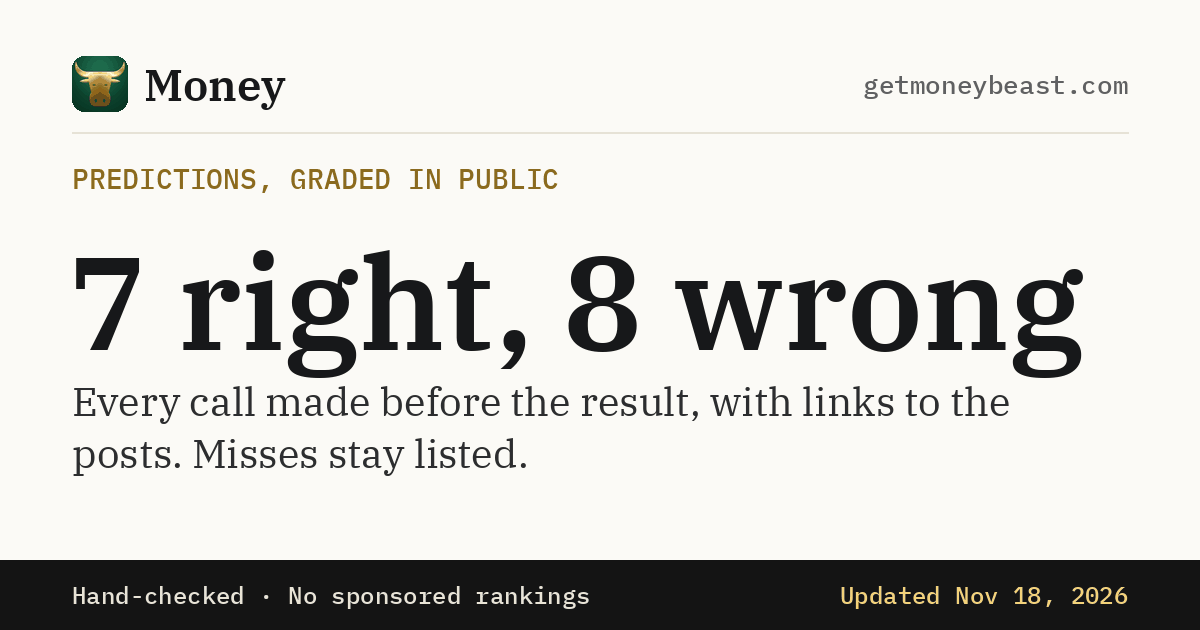 Money
getmoneybeast.com
PREDICTIONS, GRADED IN PUBLIC
7 right, 8 wrong
Every call made before the result, with links to the
posts. Misses stay listed.
Hand-checked · No sponsored rankings
Updated Nov 18, 2026